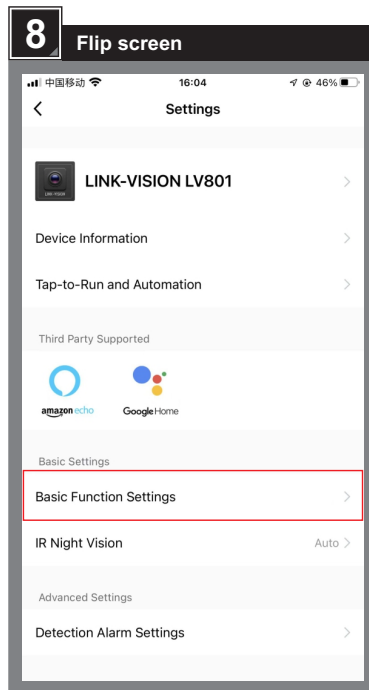 8 Flip screen
中国移动 16:04 46%
Settings
LINK-VISION LV801
Device Information
Tap-to-Run and Automation
Third Party Supported
amazon echo Google Home
Basic Settings
Basic Function Settings
IR Night Vision Auto
Advanced Settings
Detection Alarm Settings